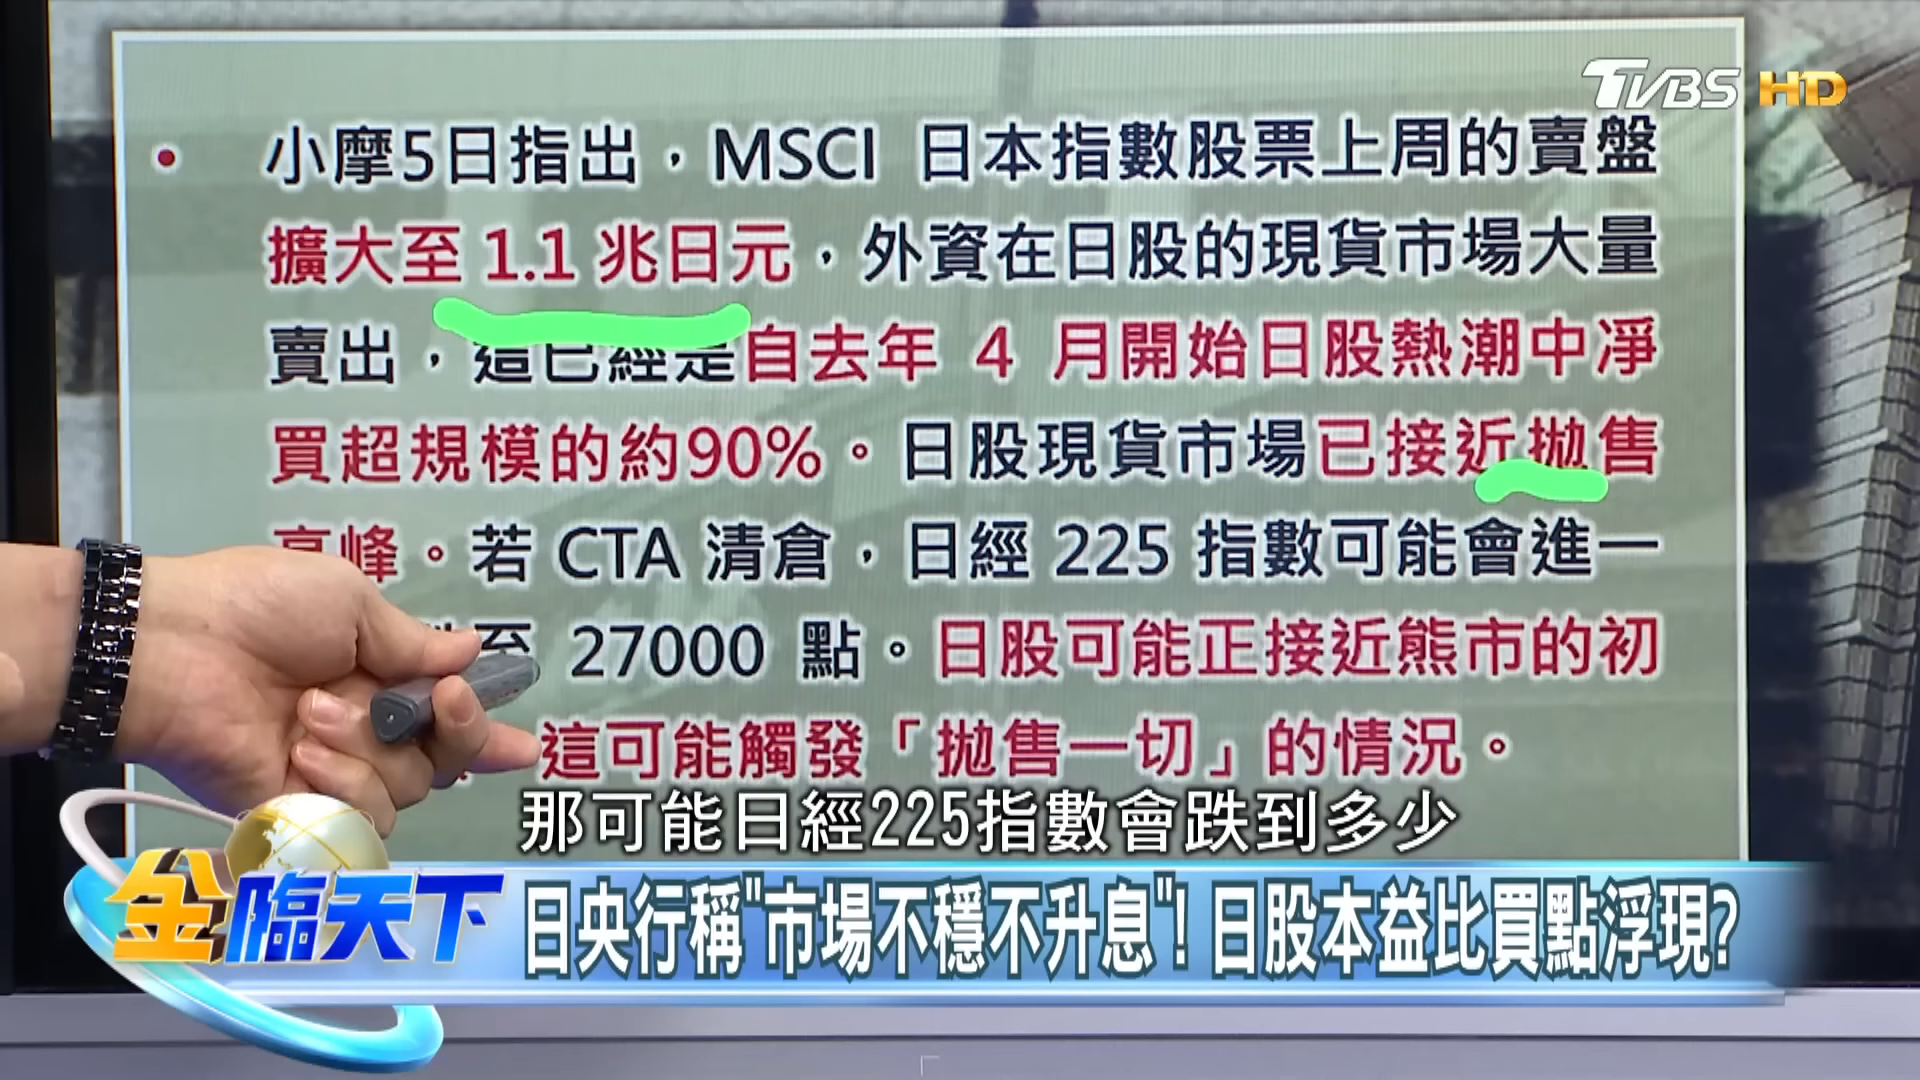 TVBS HD
• 小摩5日指出，MSCI 日本指數股票上周的賣盤
擴大至 1.1 兆日元，外資在日股的現貨市場大量
賣出，這已經是自去年 4 月開始日股熱潮中淨
買超規模的約90%。日股現貨市場已接近拋售
高峰。若 CTA 清倉，日經 225 指數可能會進一
至 27000 點。日股可能正接近熊市的初
這可能觸發「拋售一切」的情況。
那可能日經225指數會跌到多少
金臨天下
日央行稱"市場不穩不升息"! 日股本益比買點浮現?